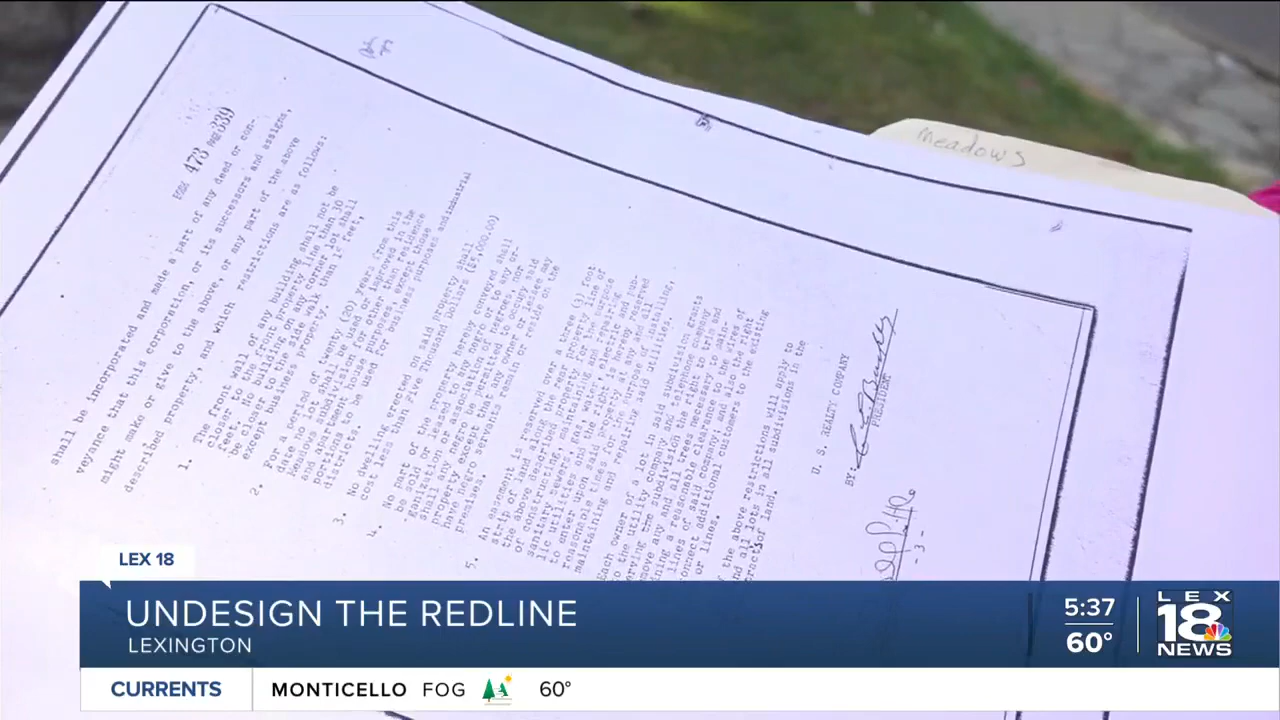 Meadows
BOOK 473 PAGE 339
shall be incorporated and made a part of any deed or con-
veyance that this corporation, or its successors and assigns,
might make or give to the above, or any part of the above
described property, and which restrictions are as follows:
1. The front wall of any building shall not be
closer to the front property line than 30
feet, no building on any corner lot shall
be closer to the side walk than feet,
except business property.
2. For a period of twenty (20) years from this
date no lot shall be used or improved in
subdivision for other than residence
and apartment house purposes except those
portions to be used for business purposes and industrial
districts.
3. No dwelling erected on said property shall
cost less than Five Thousand Dollars ($5,000.00)
4. No part of the property hereby conveyed shall
be sold or leased to any negro or to any or-
ganization or association of negroes, nor
shall any negro be permitted to occupy said
property except that any owner or lessee may
have negro servants remain or reside on the
premises.
5. An easement is reserved over a three (3) foot
strip of land along the rear property line of
the above described property for the purpose
of constructing, maintaining and repairing
sanitary sewers, gas, water, electric and
lic utilities and the right is hereby reserved
to enter upon said property at any and all
reasonable times for the purpose of installing,
maintaining and repairing said utilities.
Each owner of a lot in said subdivision grants
to the utility company and telephone company
erving the subdivision the right to trim and
move any and all trees necessary to main-
ining a reasonable clearance to the wires of
lines of said company; and also the right
connect additional customers to the existing
or lines.
f the above restrictions will apply to
and all lots in all subdivisions in the
tracts of land.
U. S. REALTY COMPANY
BY:
PRESIDENT
-3-
LEX 18
UNDESIGN THE REDLINE
LEXINGTON
5:37
60°
LEX
18
NEWS
CURRENTS
MONTICELLO FOG 60°